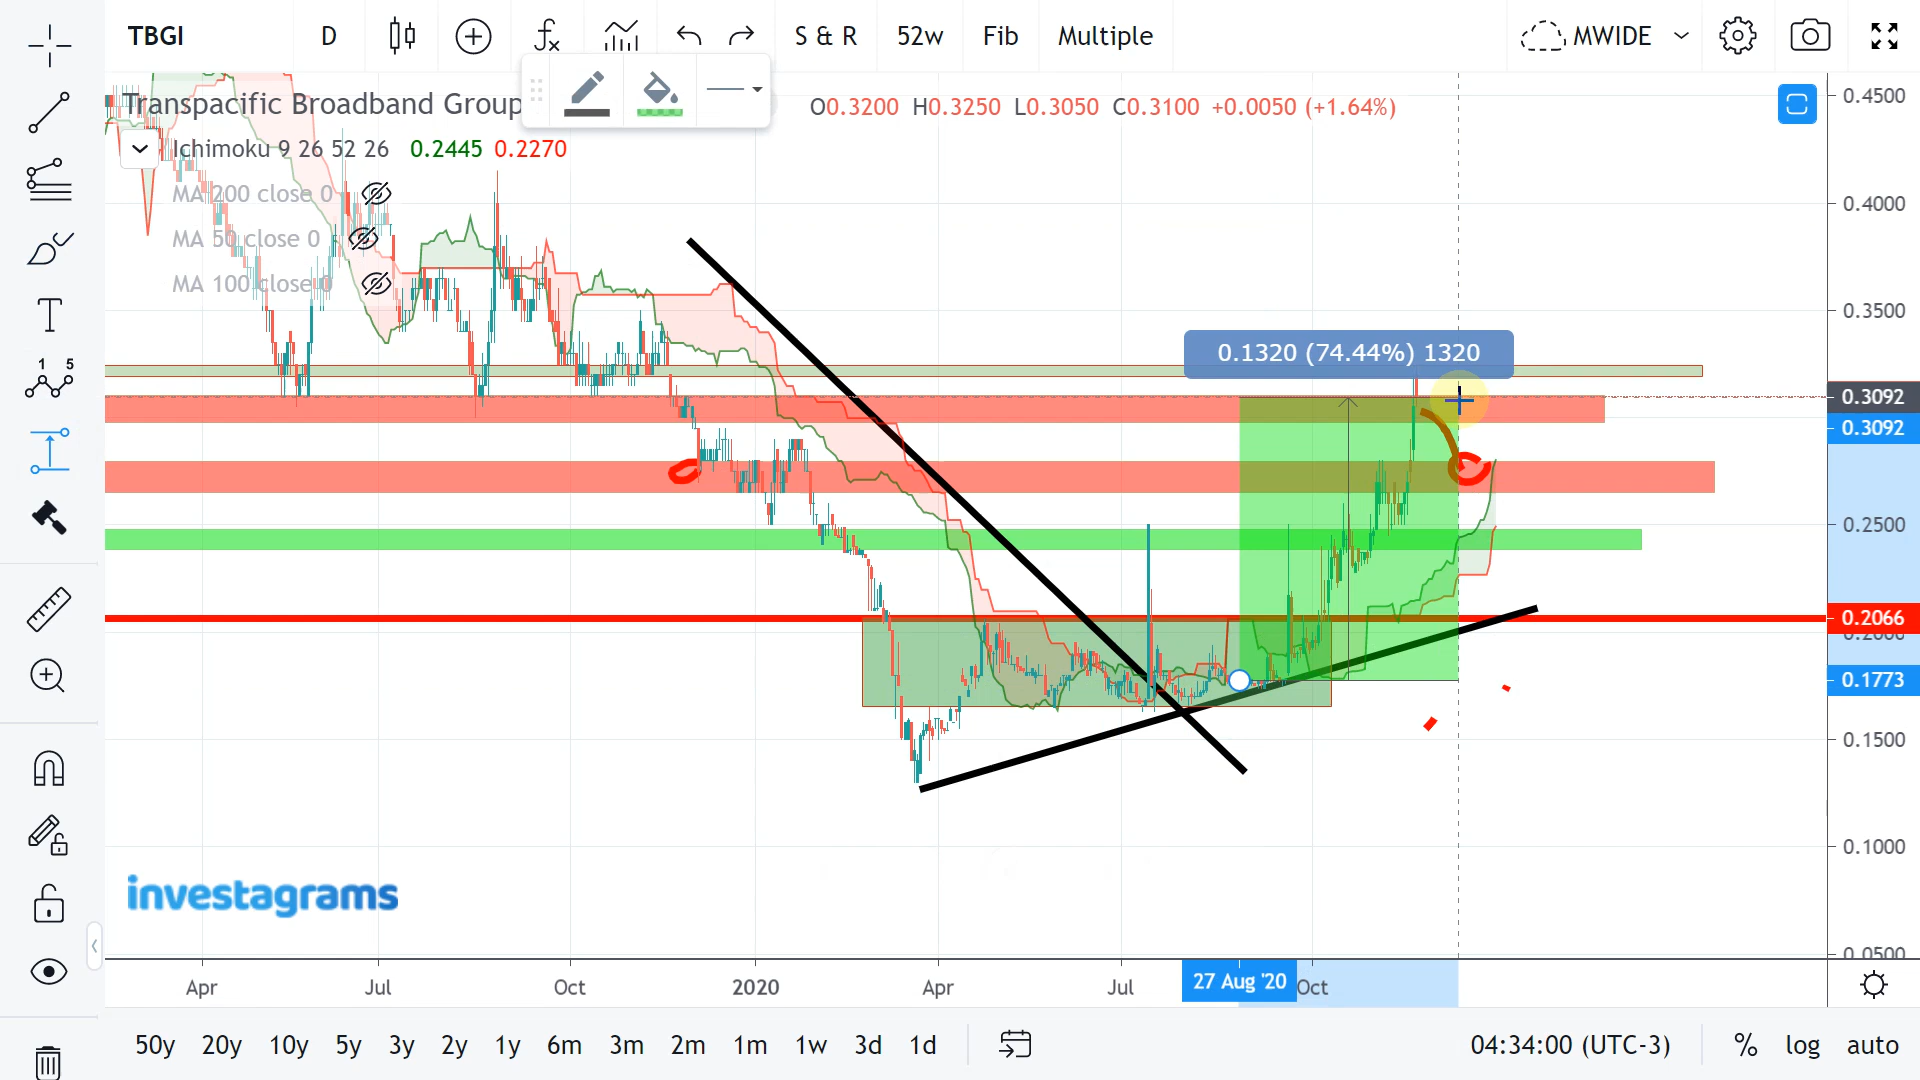 TBGI D S & R 52w Fib Multiple MWIDE
Transpacific Broadband Group O0.3200 H0.3250 L0.3050 C0.3100 +0.0050 (+1.64%)
Ichimoku 9 26 52 26 0.2445 0.2270
MA 200 close 0
MA 50 close 0
MA 100 close 0
1 5
0.1320 (74.44%) 1320
0.4500
0.4000
0.3500
0.3092
0.3092
0.2500
0.2066
0.2000
0.1773
0.1500
0.1000
0.0500
investagrams
Apr Jul Oct 2020 Apr Jul 27 Aug '20 Oct
50y 20y 10y 5y 3y 2y 1y 6m 3m 2m 1m 1w 3d 1d 04:34:00 (UTC-3) % log auto